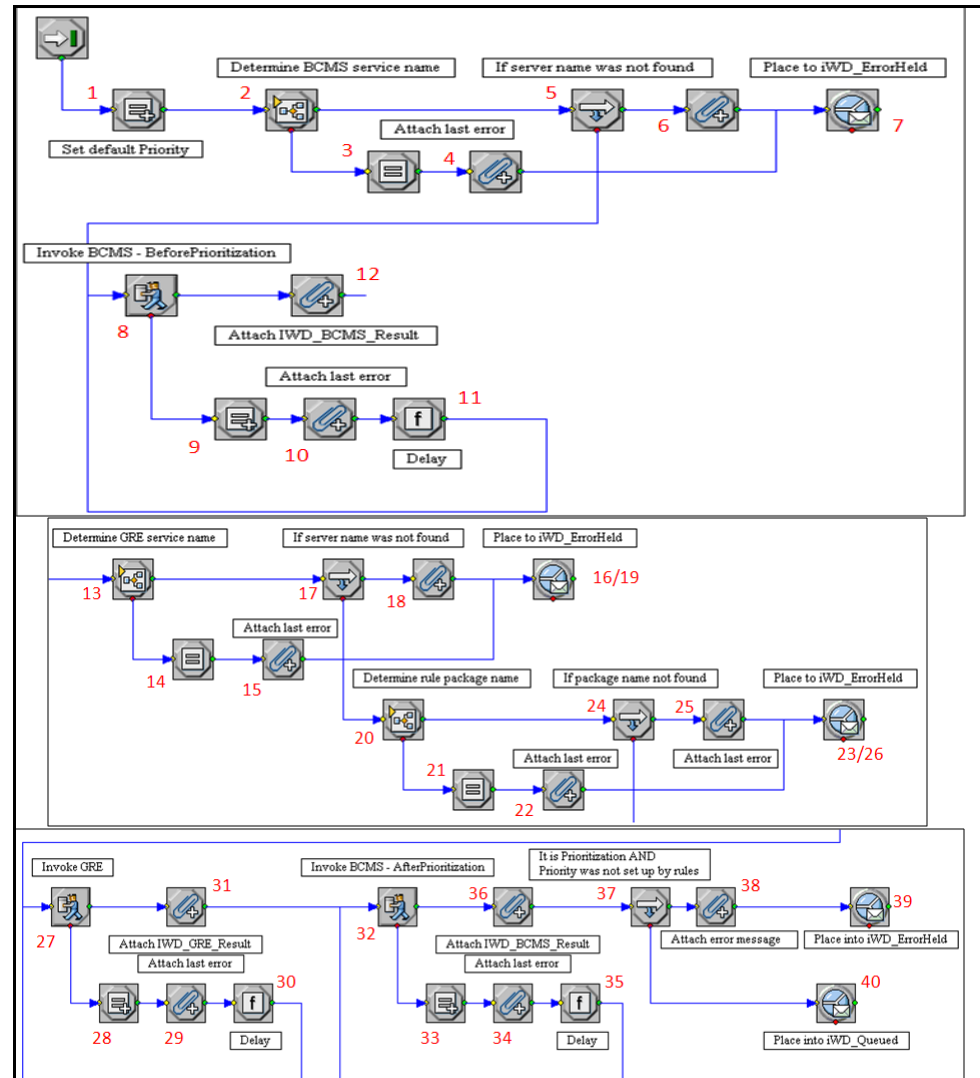 Determine BCMS service name
If server name was not found
Place to iWD_ErrorHeld
1
2
5
6
7
Set default Priority
Attach last error
3
4
Invoke BCMS - BeforePrioritization
12
8
Attach IWD_BCMS_Result
Attach last error
11
f
9
10
Delay
Determine GRE service name
If server name was not found
Place to iWD_ErrorHeld
13
17
18
16/19
Attach last error
14
15
Determine rule package name
If package name not found
Place to iWD_ErrorHeld
20
24
25
23/26
21
Attach last error
Attach last error
22
Invoke GRE
Invoke BCMS - AfterPrioritization
It is Prioritization AND
Priority was not set up by rules
31
36
37
38
39
27
32
Attach IWD_GRE_Result
Attach IWD_BCMS_Result
Attach error message
Place into iWD_ErrorHeld
Attach last error
Attach last error
30
35
40
f
f
28
29
Delay
33
34
Delay
Place into iWD_Queued